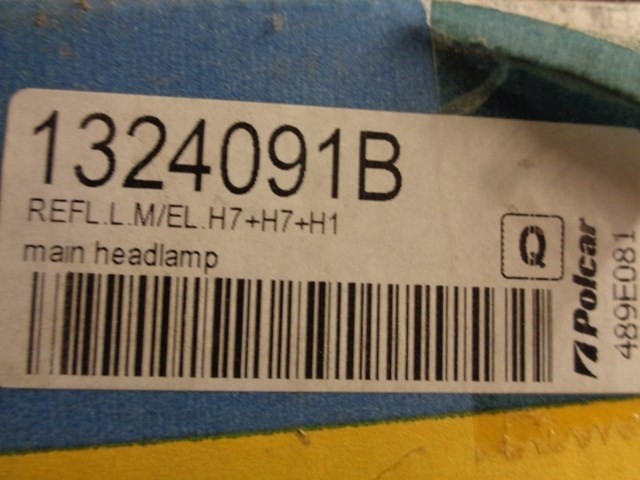 1324091B
REFL.L.M/EL.H7+H7+H1
main headlamp
Q
Polcar
489E081